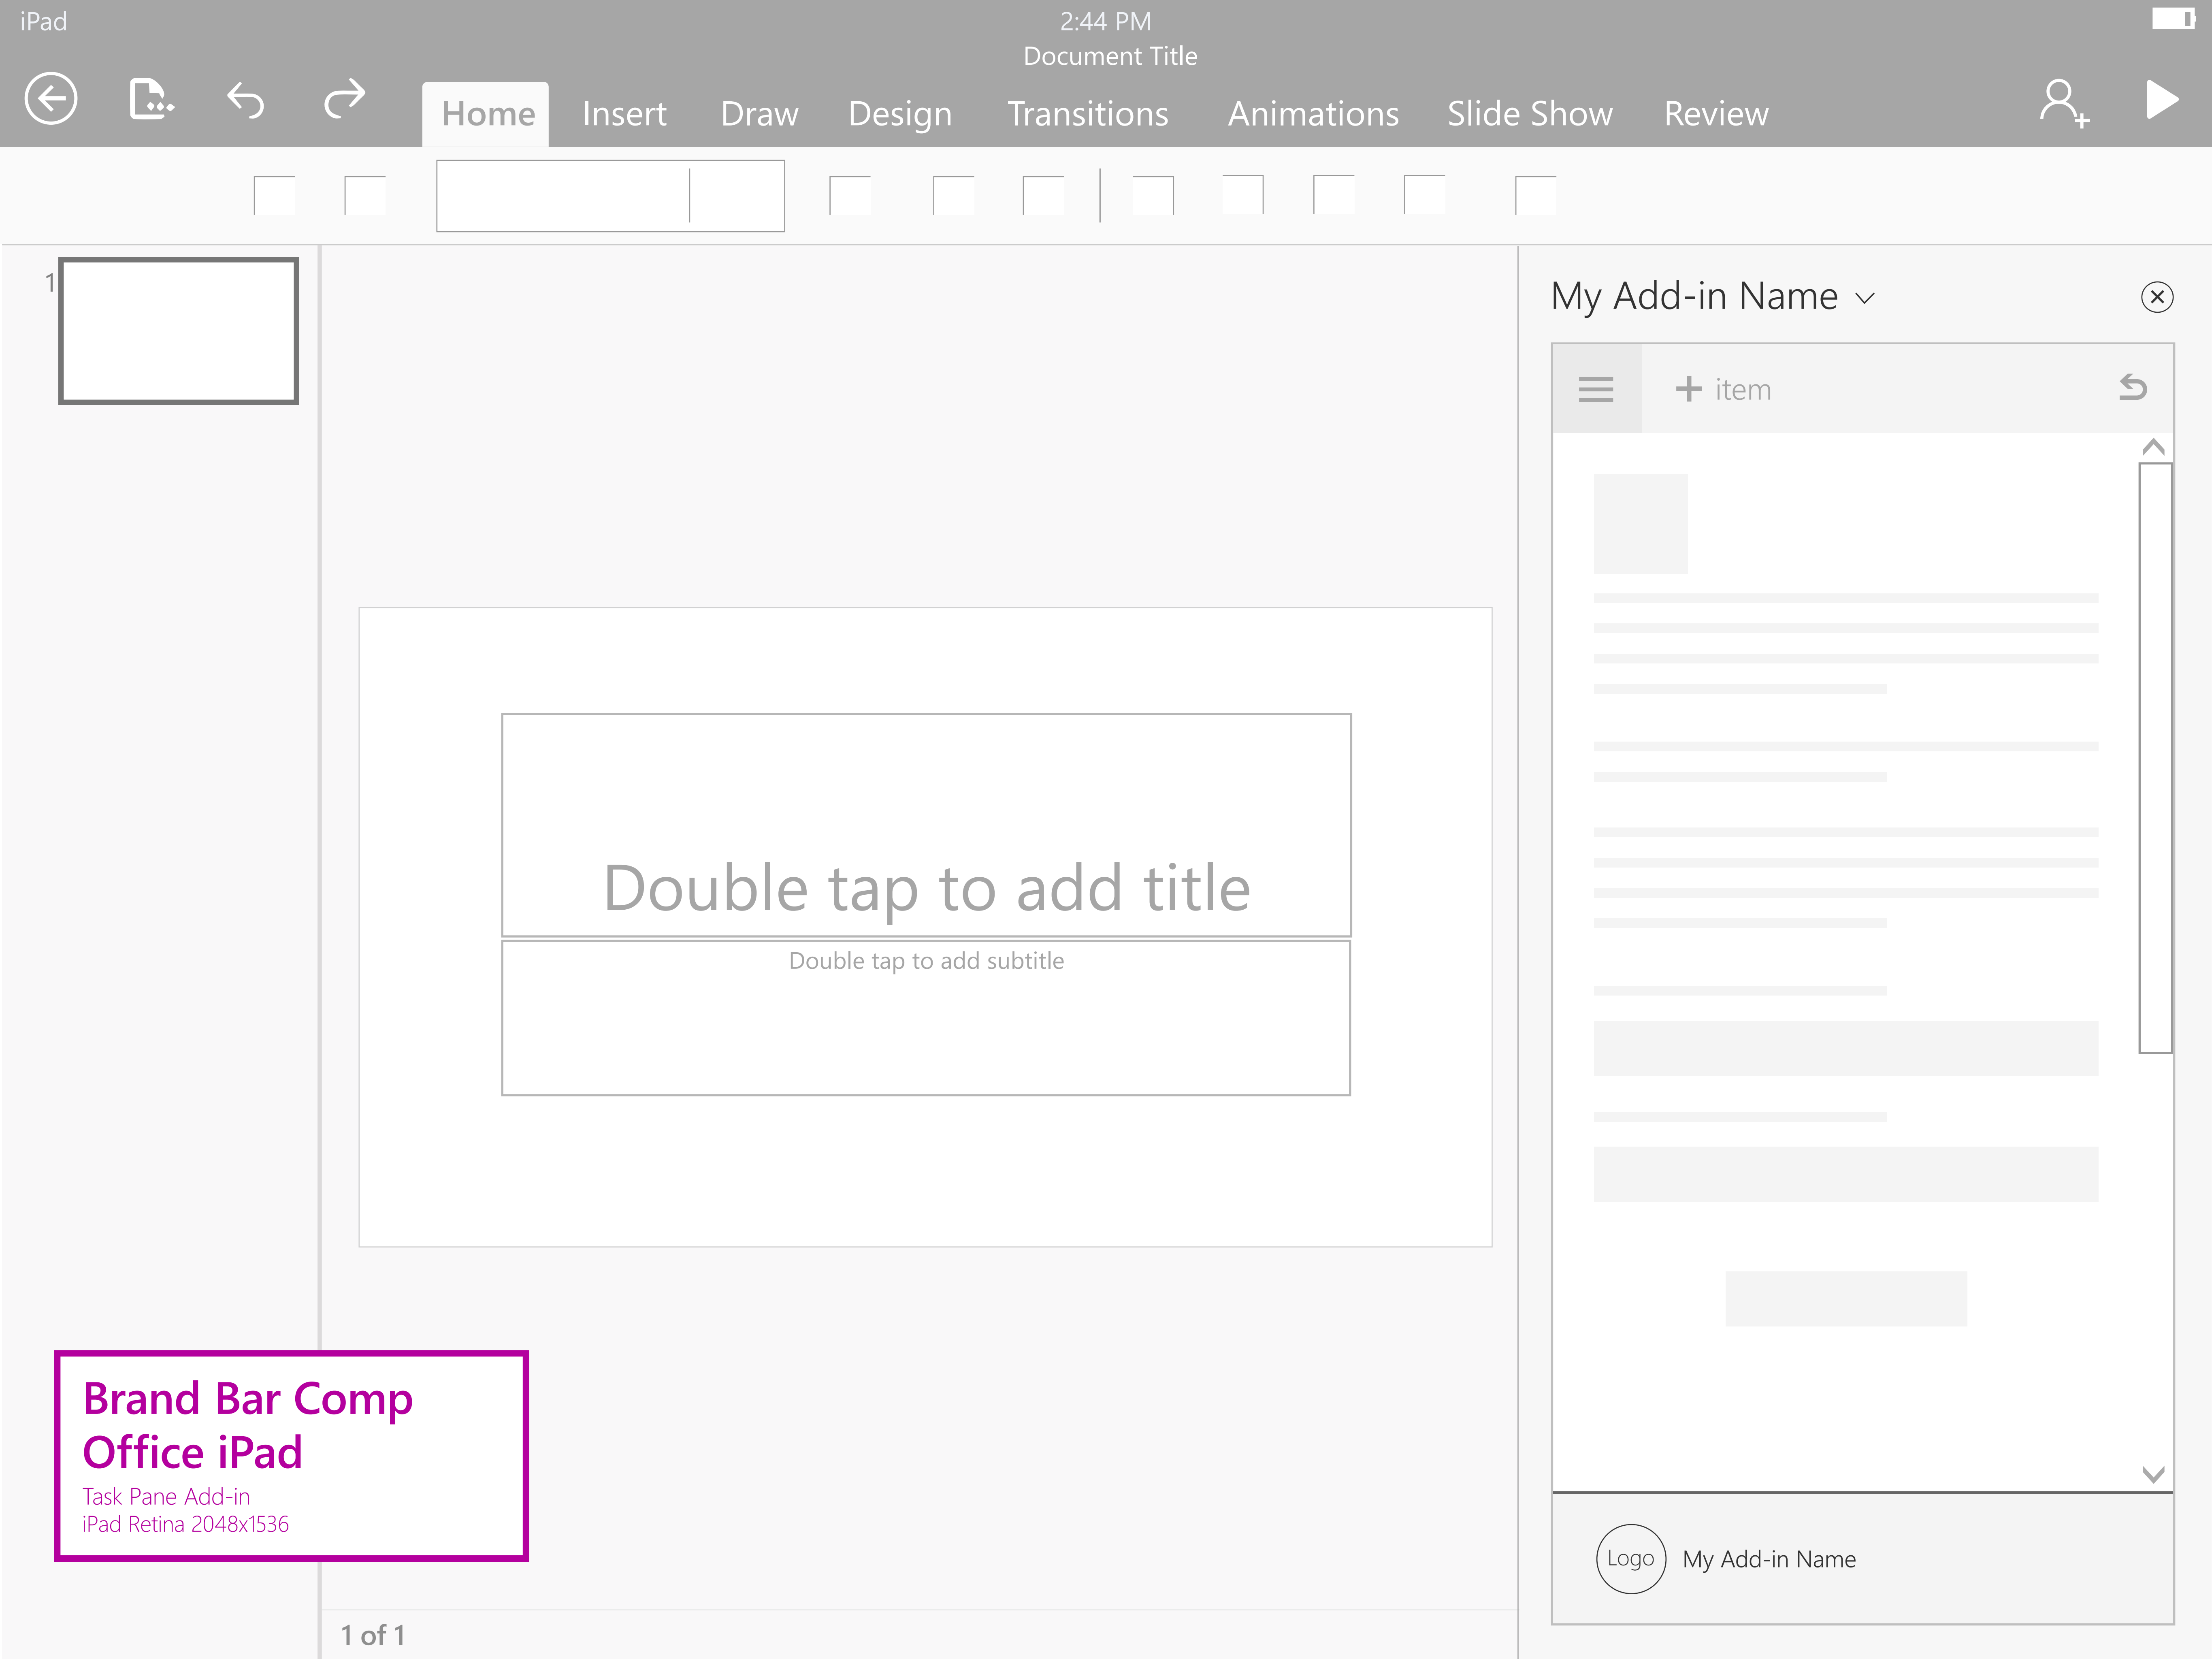 iPad
2:44 PM
Document Title
Home Insert Draw Design Transitions Animations Slide Show Review
1
My Add-in Name
item
Double tap to add title
Double tap to add subtitle
Brand Bar Comp
Office iPad
Task Pane Add-in
iPad Retina 2048x1536
Logo My Add-in Name
1 of 1